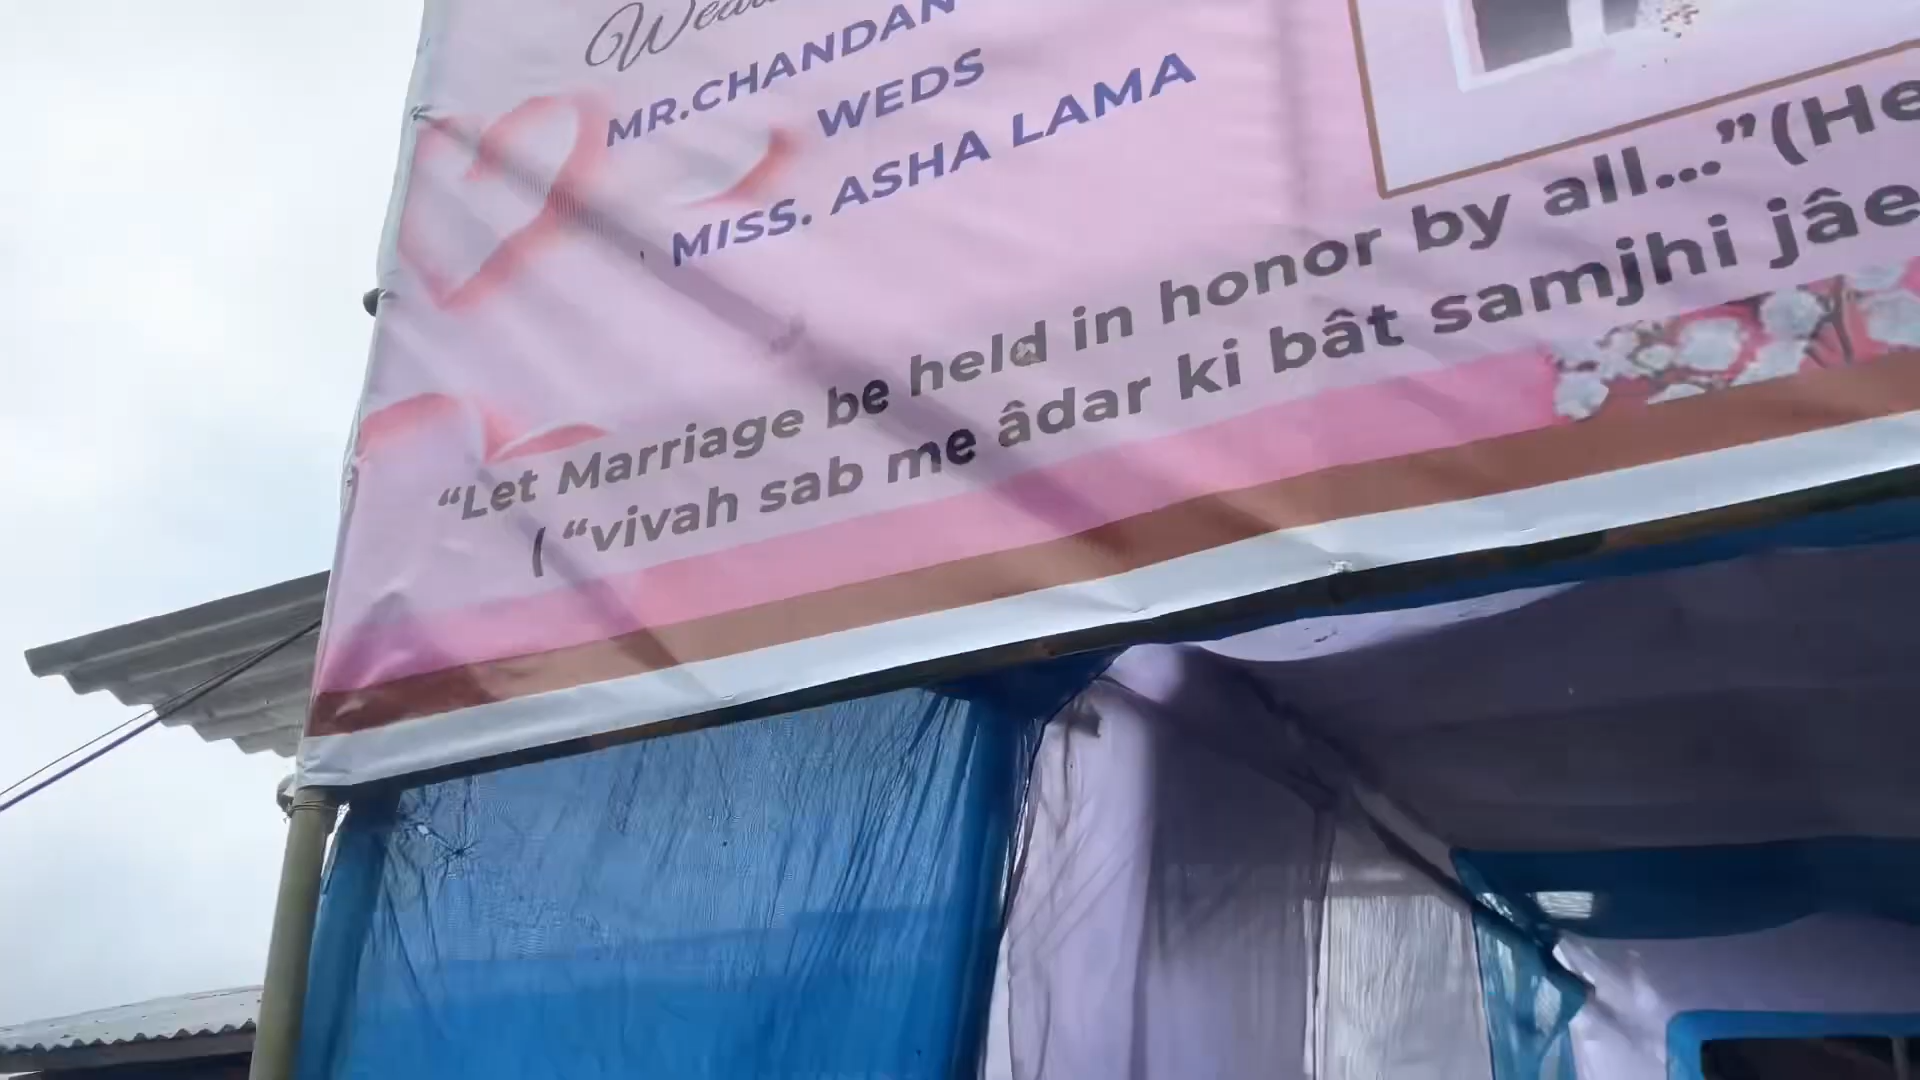 MR.CHANDAN
WEDS
MISS. ASHA LAMA
“Let Marriage be held in honor by all...”(He
( “vivah sab me âdar ki bât samjhi jâe